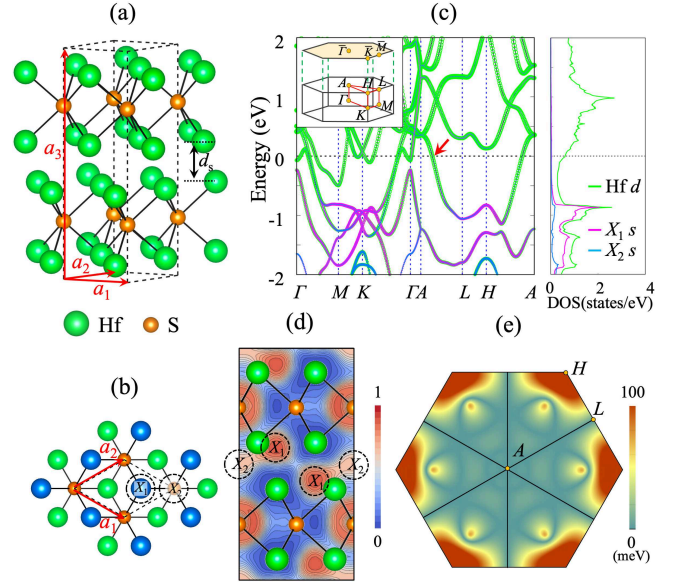 (a)
a₃
a₂
a₁
dₛ
Hf
S
(b)
a₂
a₁
X₁
X₂
(c)
Energy (eV)
2
1
0
-1
-2
Γ̅
K̅
M̅
A
H
L
Γ
K
M
Γ
M
K
Γ
A
L
H
A
Hf d
X₁ s
X₂ s
0
2
4
DOS(states/eV)
(d)
X₁
X₂
X₂
X₁
1
0
(e)
H
L
A
100
0
(meV)